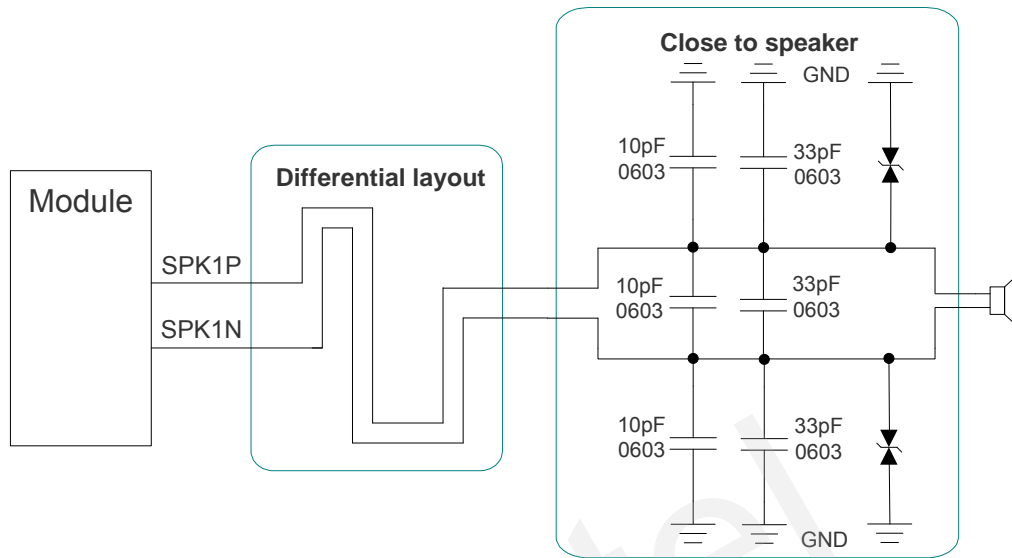 Close to speaker
GND
10pF
0603
33pF
0603
Differential layout
Module
SPK1P
10pF
0603
33pF
0603
SPK1N
10pF
0603
33pF
0603
GND